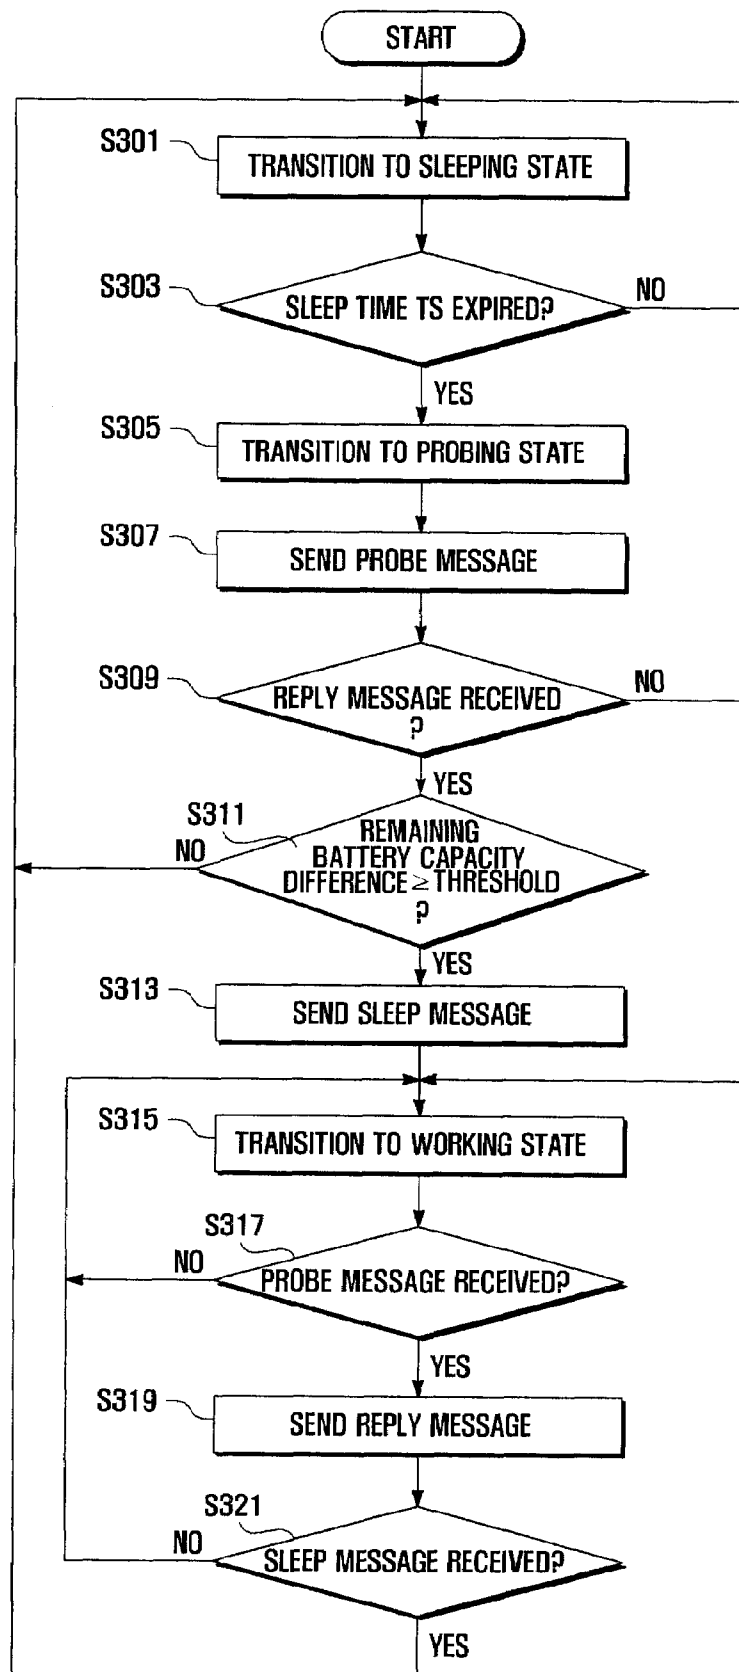 START
S301
TRANSITION TO SLEEPING STATE
S303
SLEEP TIME TS EXPIRED?
NO
YES
S305
TRANSITION TO PROBING STATE
S307
SEND PROBE MESSAGE
S309
REPLY MESSAGE RECEIVED
?
NO
YES
S311
NO
REMAINING
BATTERY CAPACITY
DIFFERENCE ≥ THRESHOLD
?
YES
S313
SEND SLEEP MESSAGE
S315
TRANSITION TO WORKING STATE
S317
NO
PROBE MESSAGE RECEIVED?
YES
S319
SEND REPLY MESSAGE
S321
NO
SLEEP MESSAGE RECEIVED?
YES